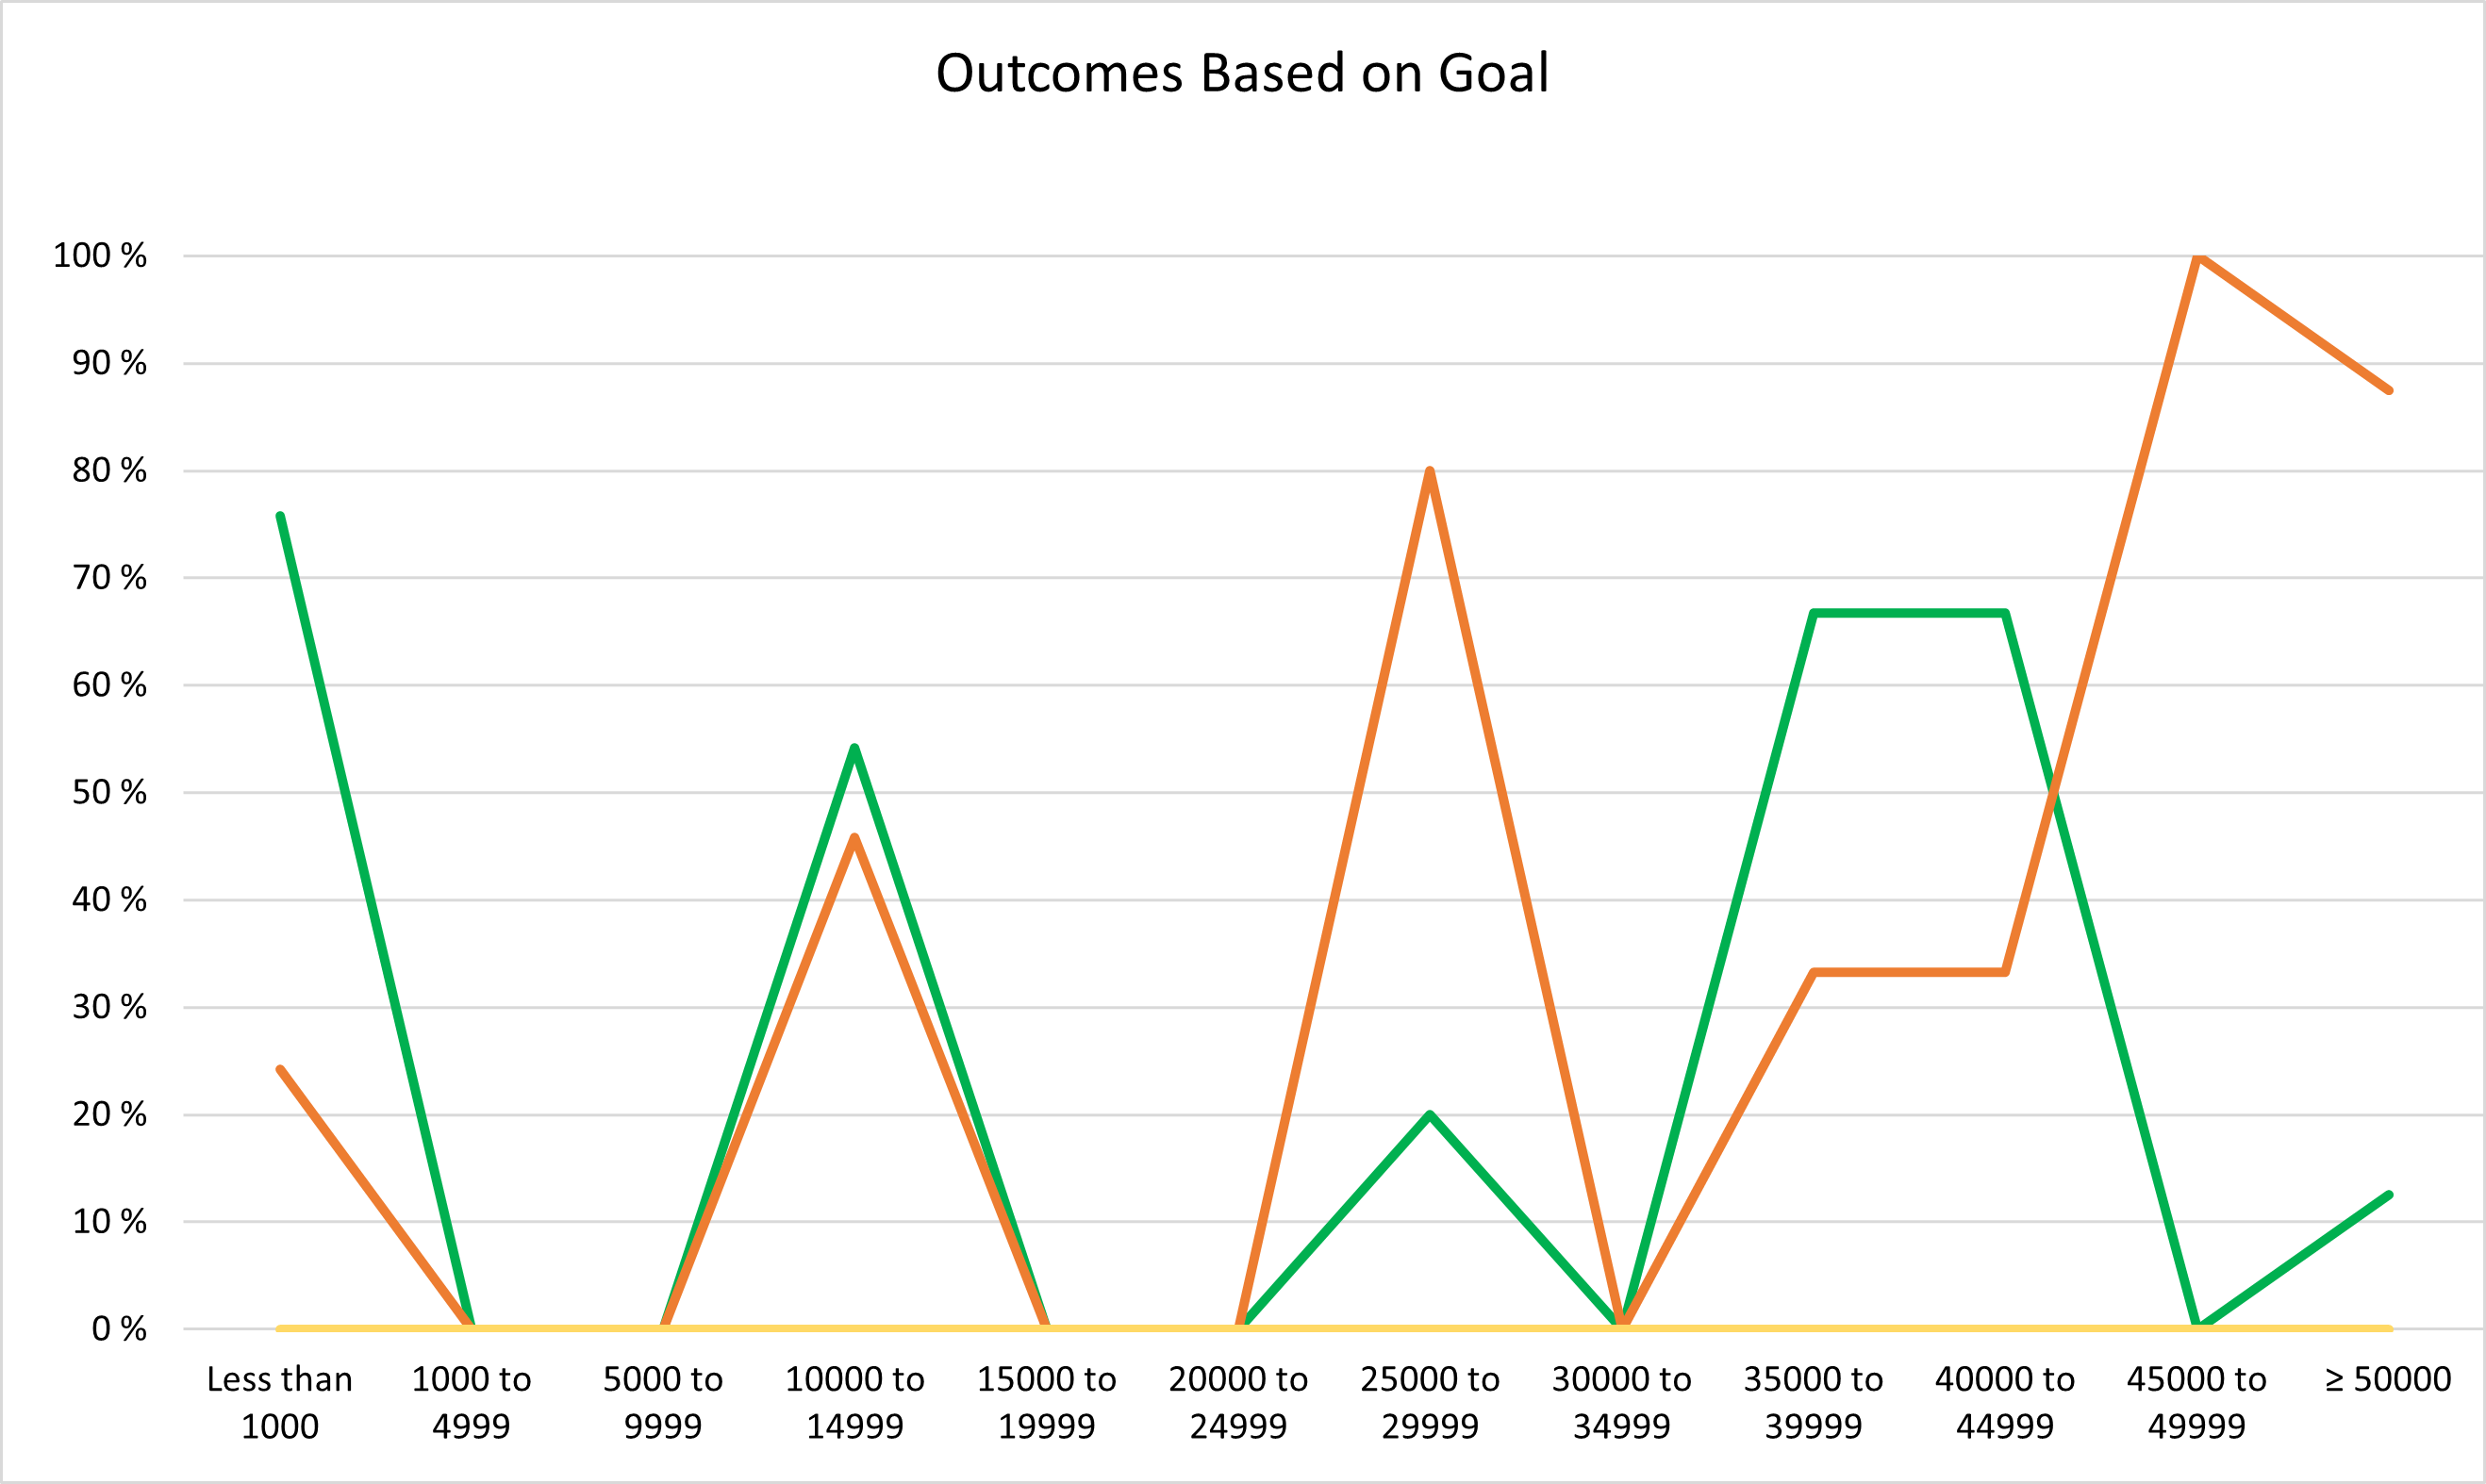 Outcomes Based on Goal
100 %
90 %
80 %
70 %
60 %
50 %
40 %
30 %
20 %
10 %
0 %
Less than
1000
1000 to
4999
5000 to
9999
10000 to
14999
15000 to
19999
20000 to
24999
25000 to
29999
30000 to
34999
35000 to
39999
40000 to
44999
45000 to
49999
≥ 50000